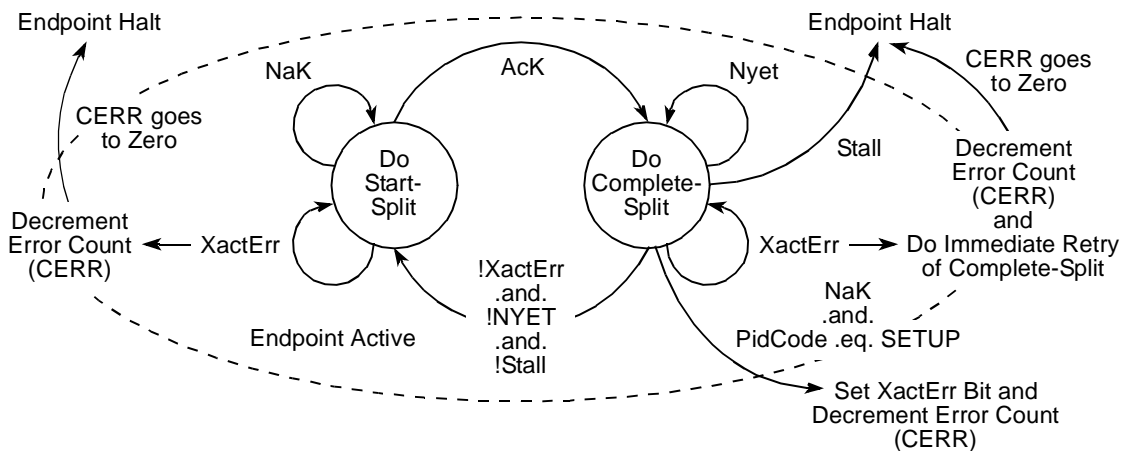 Endpoint Halt
Endpoint Halt
NaK
AcK
Nyet
CERR goes
to Zero
CERR goes
to Zero
Do
Start-
Split
Do
Complete-
Split
Stall
Decrement
Error Count
(CERR)
and
Do Immediate Retry
of Complete-Split
Decrement
Error Count
(CERR)
XactErr
XactErr
!XactErr
.and.
!NYET
.and.
!Stall
NaK
.and.
PidCode .eq. SETUP
Endpoint Active
Set XactErr Bit and
Decrement Error Count
(CERR)